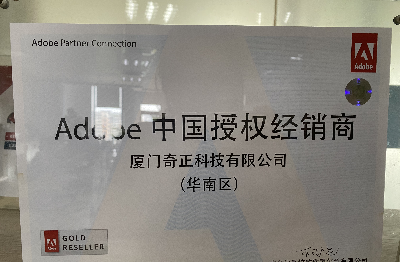 Adobe Partner Connection
Adobe
Adobe 中国授权经销商
厦门奇正科技有限公司
（华南区）
GOLD
RESELLER